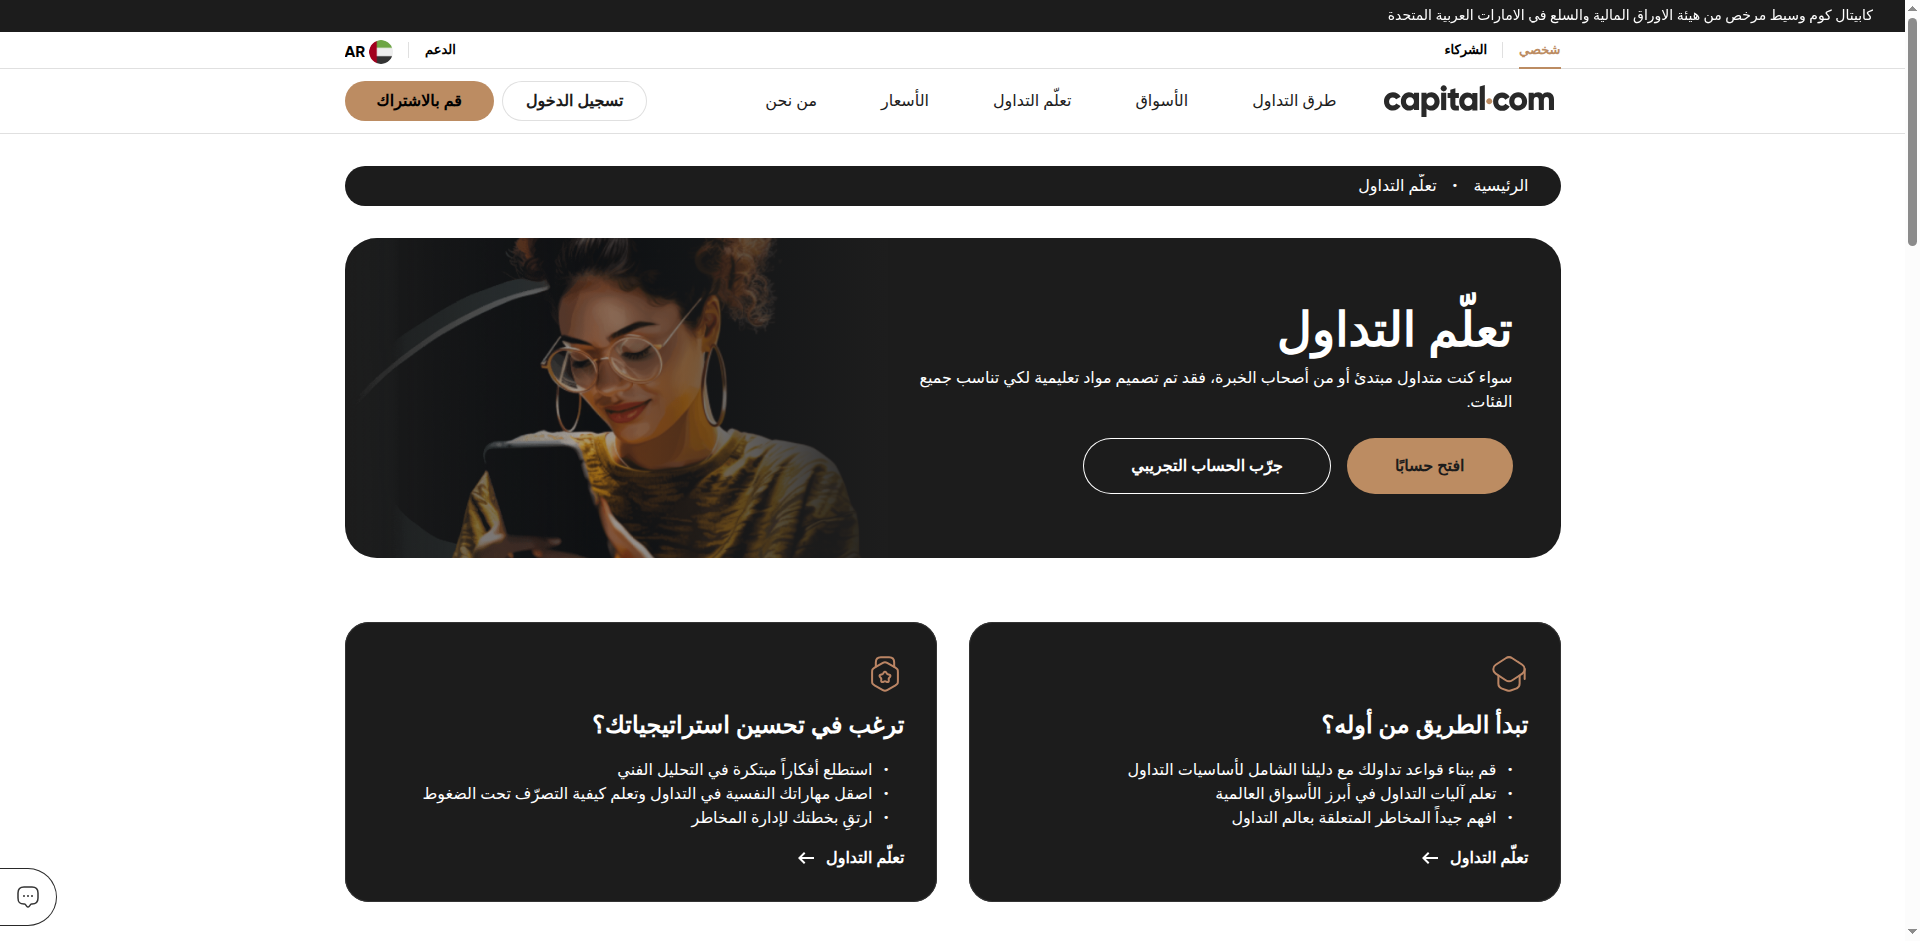 كابيتال كوم وسيط مرخص من هيئة الاوراق المالية والسلع في الامارات العربية المتحدة
شخصي
الشركاء
الدعم
AR
capital.com
طرق التداول
الأسواق
تعلّم التداول
الأسعار
من نحن
تسجيل الدخول
قم بالاشتراك
الرئيسية • تعلّم التداول
تعلّم التداول
سواء كنت متداول مبتدئ أو من أصحاب الخبرة، فقد تم تصميم مواد تعليمية لكي تناسب جميع
الفئات.
افتح حسابًا
جرّب الحساب التجريبي
تبدأ الطريق من أوله؟
• قم ببناء قواعد تداولك مع دليلنا الشامل لأساسيات التداول
• تعلم آليات التداول في أبرز الأسواق العالمية
• افهم جيداً المخاطر المتعلقة بعالم التداول
تعلّم التداول
ترغب في تحسين استراتيجياتك؟
• استطلع أفكاراً مبتكرة في التحليل الفني
• اصقل مهاراتك النفسية في التداول وتعلم كيفية التصرّف تحت الضغوط
• ارتقِ بخطتك لإدارة المخاطر
تعلّم التداول